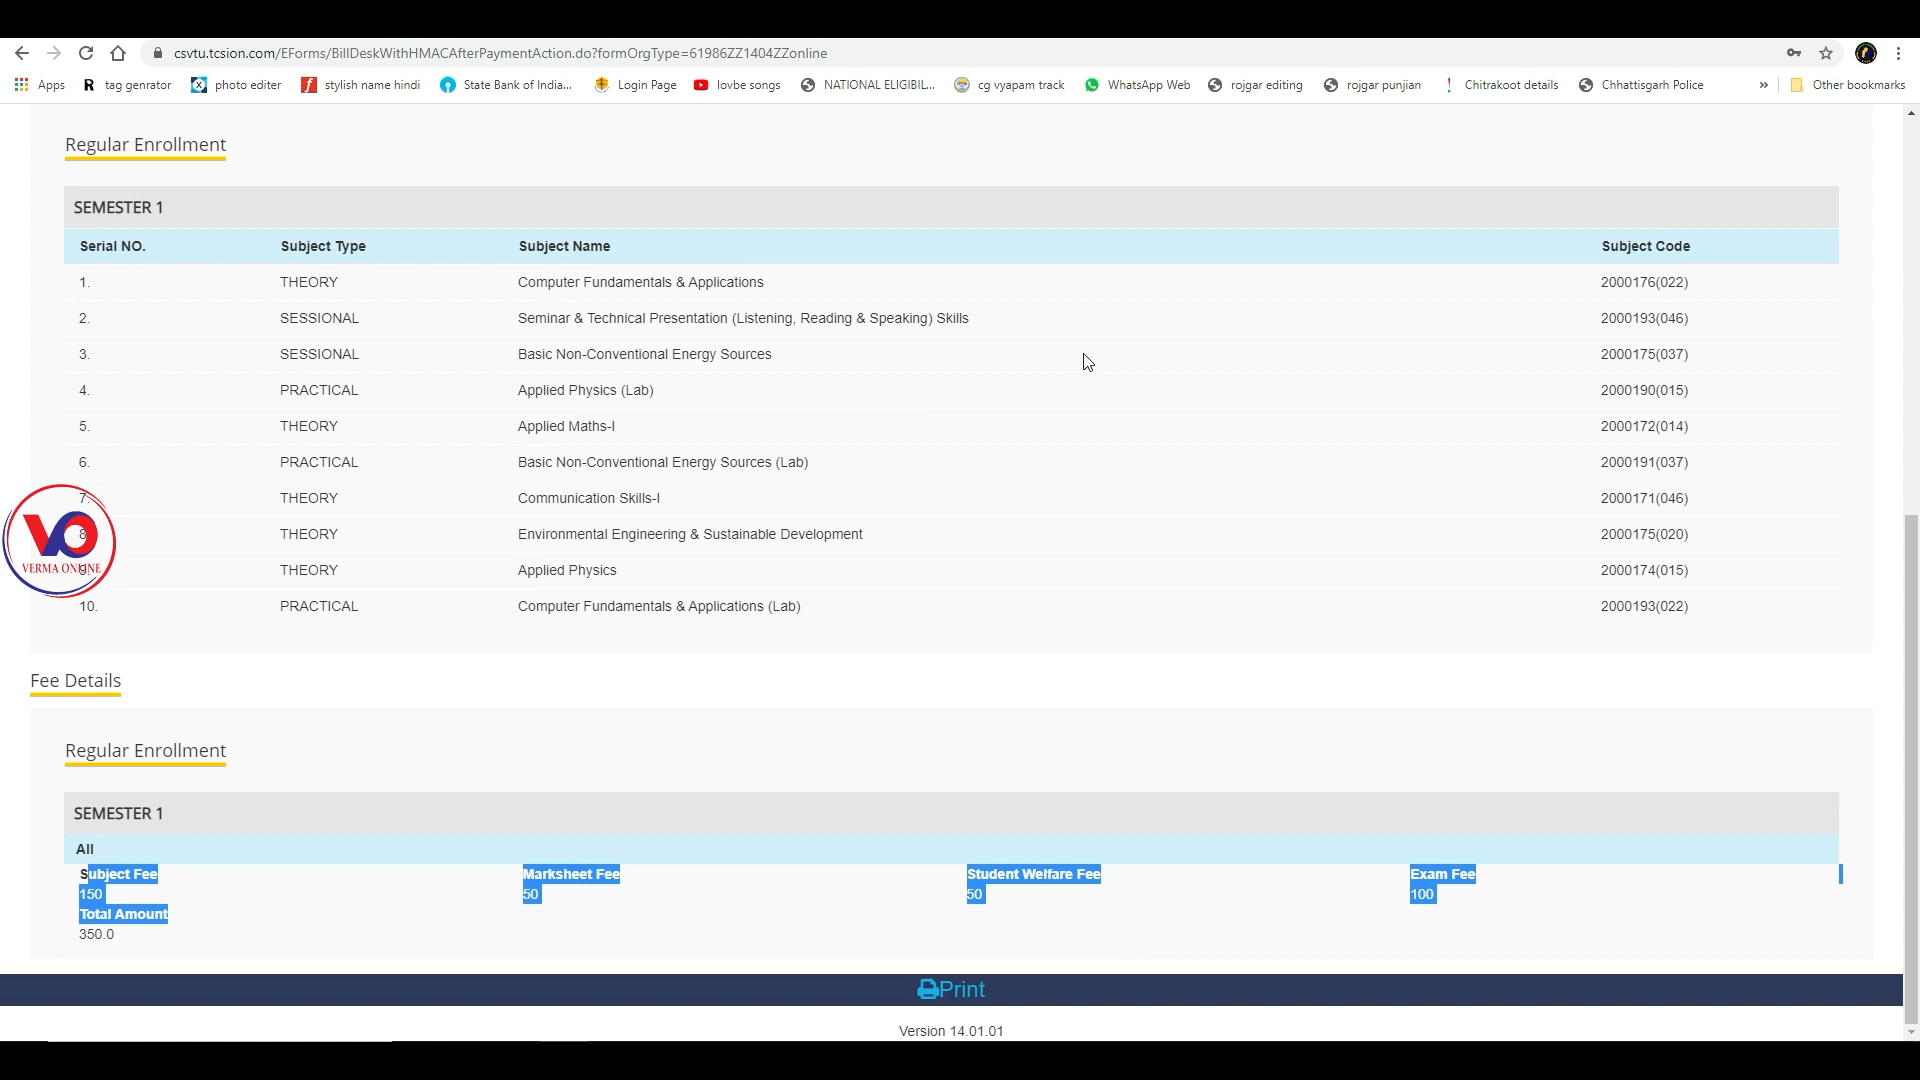 csvtu.tcsion.com/EForms/BillDeskWithHMACAfterPaymentAction.do?formOrgType=61986ZZ1404ZZonline
Apps R tag genrator photo editer f stylish name hindi State Bank of India... Login Page lovbe songs NATIONAL ELIGIBIL... cg vyapam track WhatsApp Web rojgar editing rojgar punjian Chitrakoot details Chhattisgarh Police » Other bookmarks
Regular Enrollment
SEMESTER 1
Serial NO. Subject Type Subject Name Subject Code
1. THEORY Computer Fundamentals & Applications 2000176(022)
2. SESSIONAL Seminar & Technical Presentation (Listening, Reading & Speaking) Skills 2000193(046)
3. SESSIONAL Basic Non-Conventional Energy Sources 2000175(037)
4. PRACTICAL Applied Physics (Lab) 2000190(015)
5. THEORY Applied Maths-I 2000172(014)
6. PRACTICAL Basic Non-Conventional Energy Sources (Lab) 2000191(037)
7. THEORY Communication Skills-I 2000171(046)
8. THEORY Environmental Engineering & Sustainable Development 2000175(020)
9. THEORY Applied Physics 2000174(015)
10. PRACTICAL Computer Fundamentals & Applications (Lab) 2000193(022)
VO
VERMA ONLINE
Fee Details
Regular Enrollment
SEMESTER 1
All
Subject Fee Marksheet Fee Student Welfare Fee Exam Fee
150 50 50 100
Total Amount
350.0
Print
Version 14.01.01